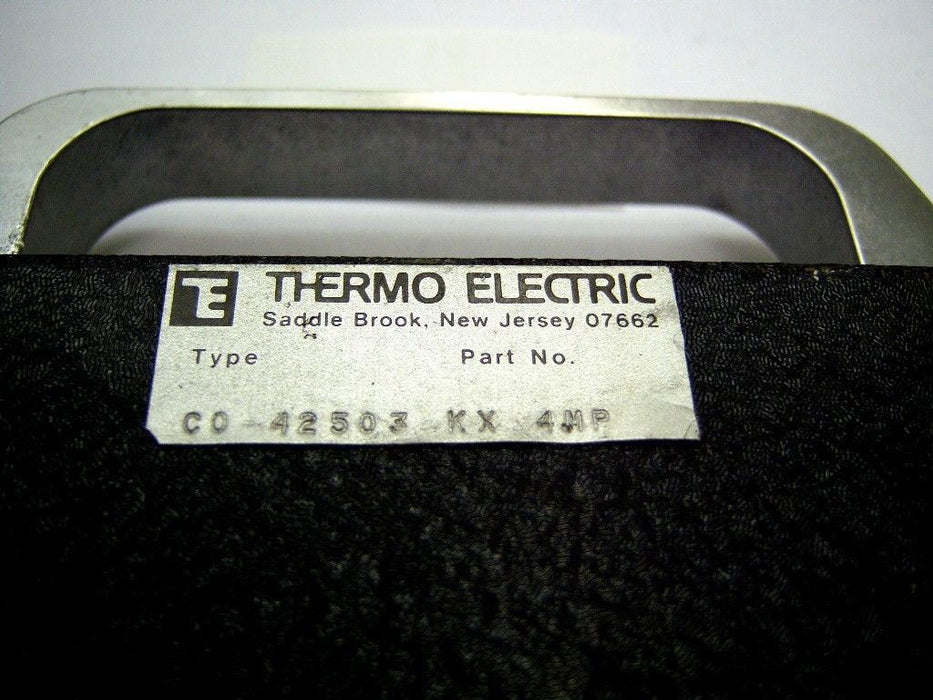 TE THERMO ELECTRIC
Saddle Brook, New Jersey 07662
Type Part No.
CO 42503 KX 4MP